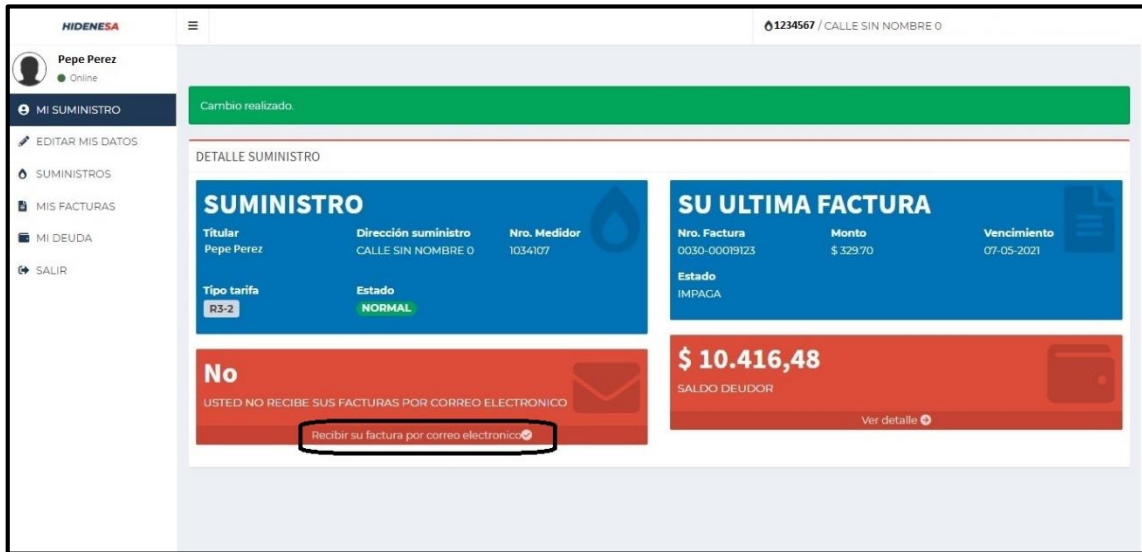 HIDENESA
1234567 / CALLE SIN NOMBRE 0
Pepe Perez
Online
MI SUMINISTRO
EDITAR MIS DATOS
SUMINISTROS
MIS FACTURAS
MI DEUDA
SALIR
Cambio realizado.
DETALLE SUMINISTRO
SUMINISTRO
Titular Dirección suministro Nro. Medidor
Pepe Perez CALLE SIN NOMBRE 0 1034107
Tipo tarifa Estado
R3-2 NORMAL
SU ULTIMA FACTURA
Nro. Factura Monto Vencimiento
0030-00019123 $ 329.70 07-05-2021
Estado
IMPAGA
No
USTED NO RECIBE SUS FACTURAS POR CORREO ELECTRONICO
Recibir su factura por correo electronico
$ 10.416,48
SALDO DEUDOR
Ver detalle